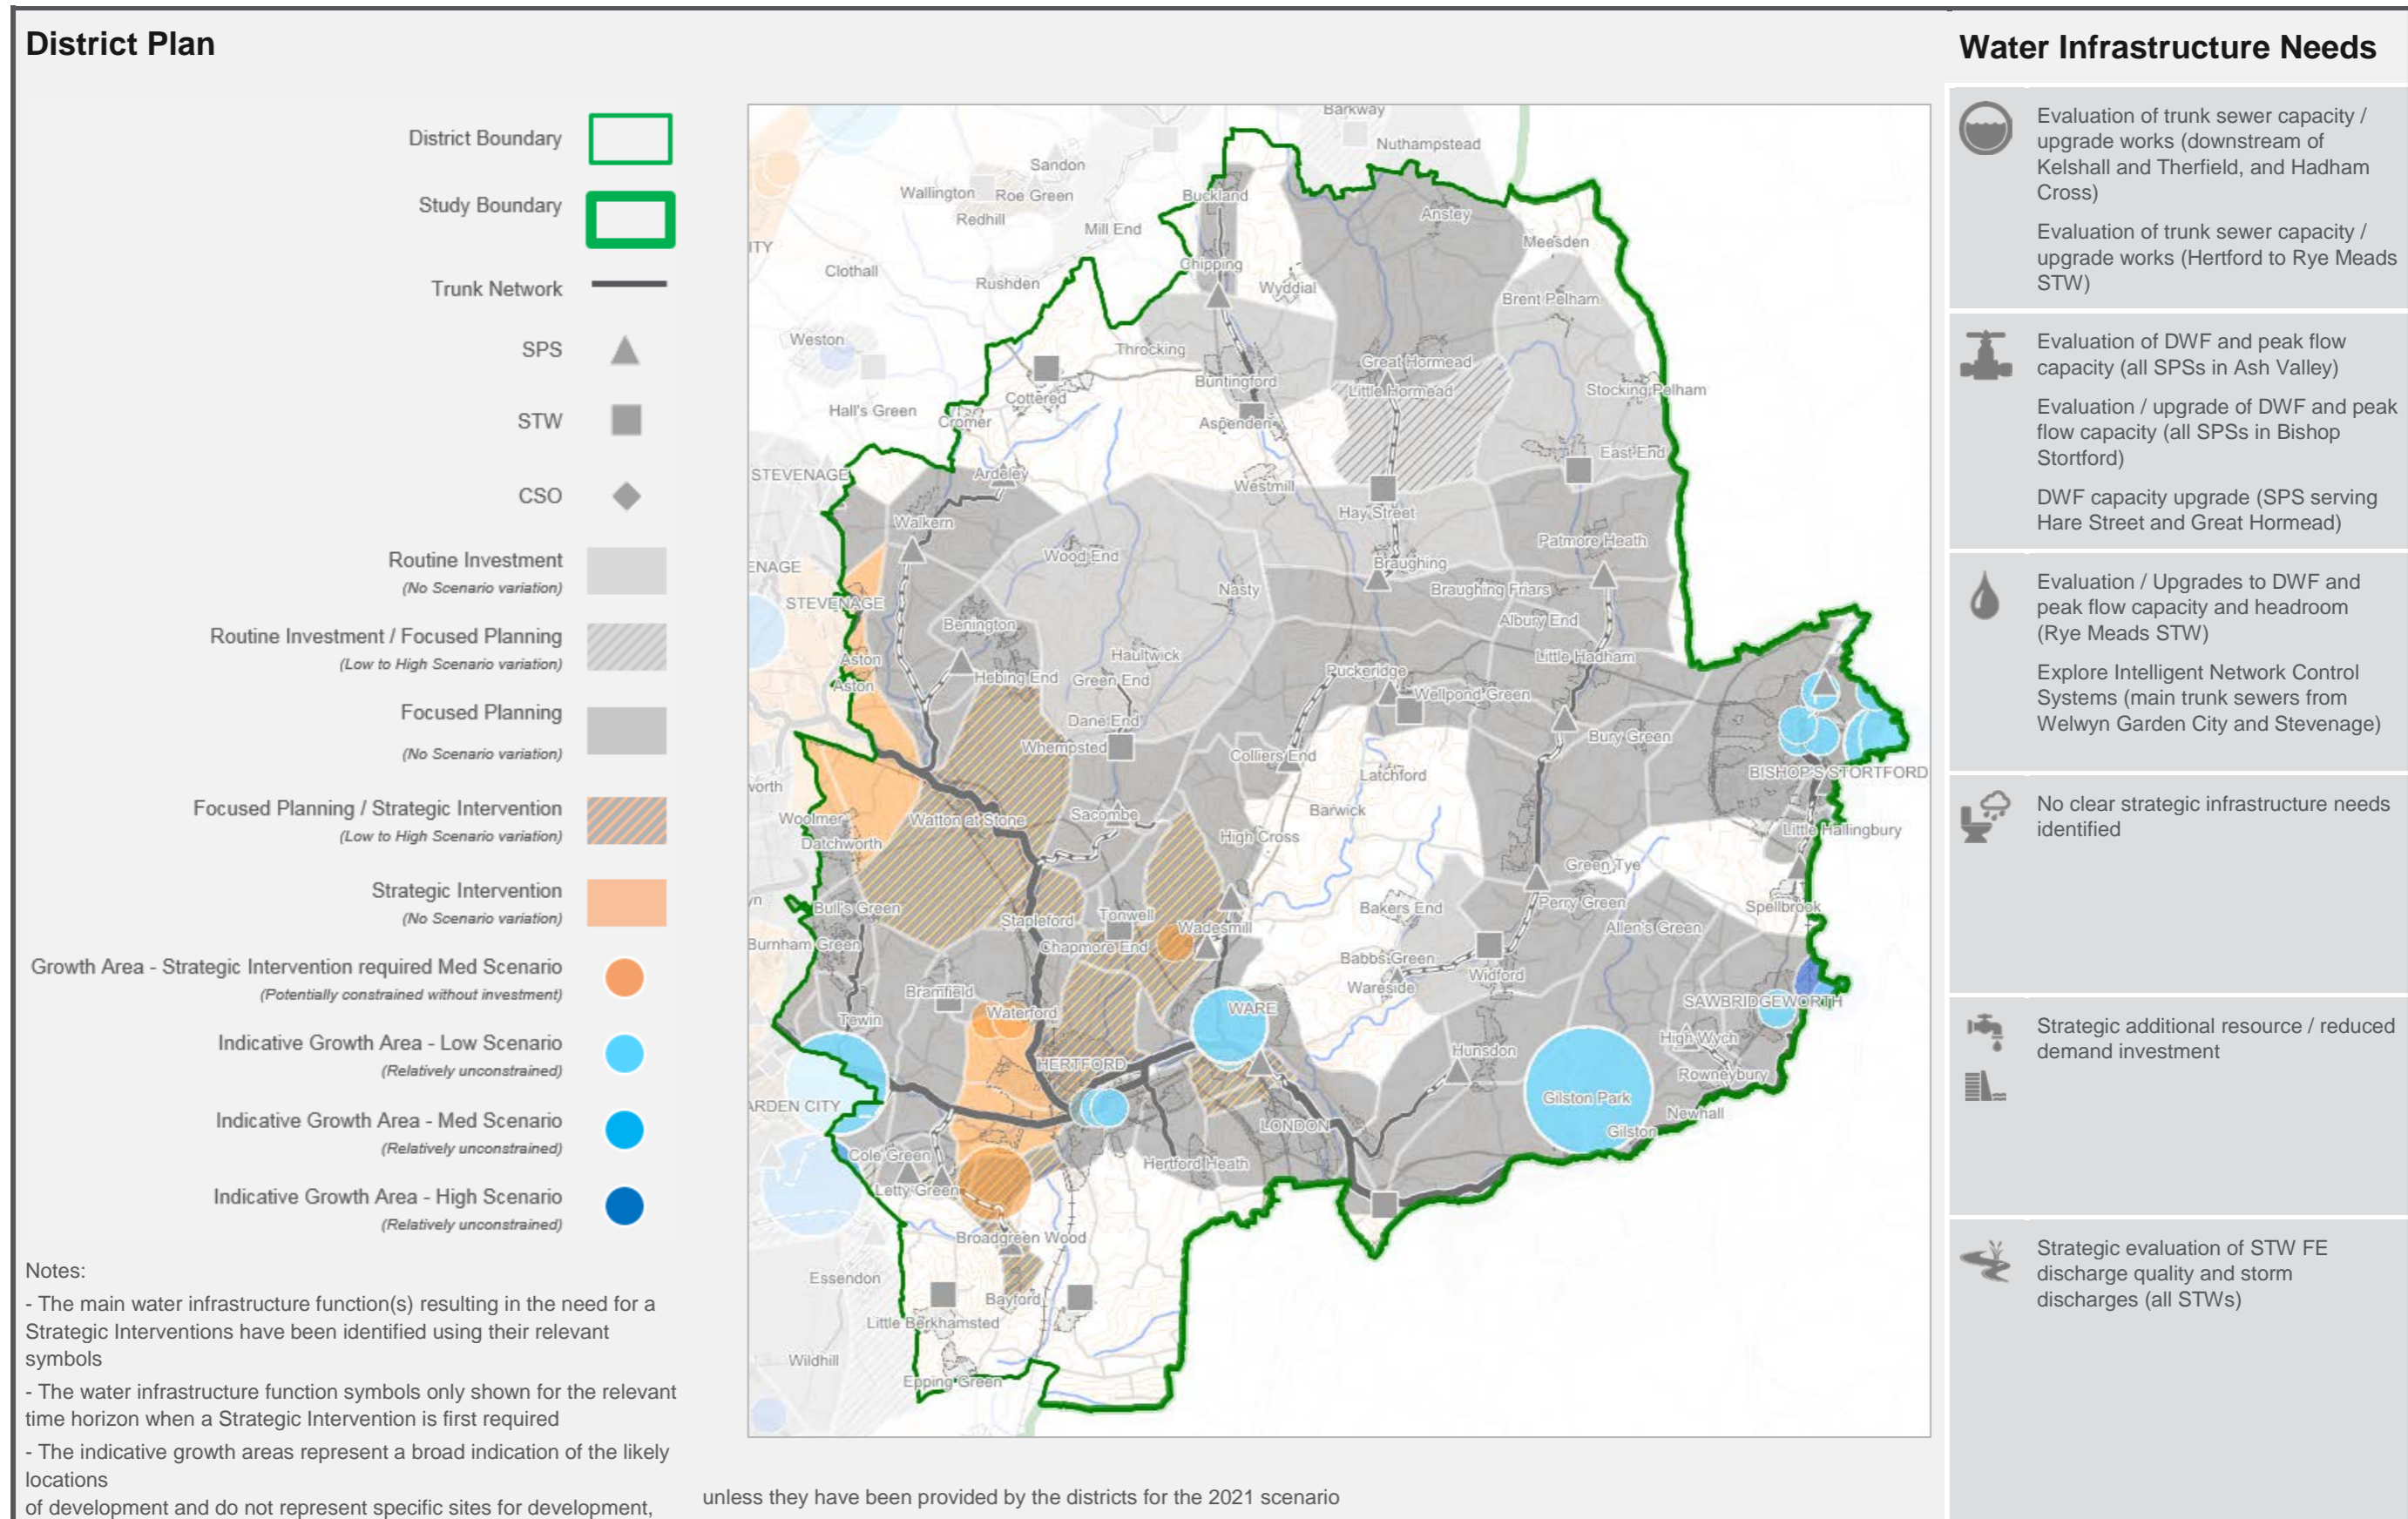 District Plan
District Boundary
Study Boundary
Trunk Network
SPS
STW
CSO
Routine Investment
(No Scenario variation)
Routine Investment / Focused Planning
(Low to High Scenario variation)
Focused Planning
(No Scenario variation)
Focused Planning / Strategic Intervention
(Low to High Scenario variation)
Strategic Intervention
(No Scenario variation)
Growth Area - Strategic Intervention required Med Scenario
(Potentially constrained without investment)
Indicative Growth Area - Low Scenario
(Relatively unconstrained)
Indicative Growth Area - Med Scenario
(Relatively unconstrained)
Indicative Growth Area - High Scenario
(Relatively unconstrained)
Notes:
- The main water infrastructure function(s) resulting in the need for a
Strategic Interventions have been identified using their relevant
symbols
- The water infrastructure function symbols only shown for the relevant
time horizon when a Strategic Intervention is first required
- The indicative growth areas represent a broad indication of the likely
locations
of development and do not represent specific sites for development,
unless they have been provided by the districts for the 2021 scenario
Barkway
Nuthampstead
Sandon
Wallington
Roe Green
Redhill
Buckland
Anstey
Mill End
ITY
Meesden
Clothall
Chipping
Rushden
Wyddial
Brent Pelham
Weston
Throcking
Great Hormead
Buntingford
Little Hormead
Stocking Pelham
Cottered
Hall's Green
Cromer
Aspenden
East End
STEVENAGE
Ardeley
Westmill
Hay Street
Walkern
Patmore Heath
Wood End
ENAGE
Braughing
Nasty
Braughing Friars
STEVENAGE
Benington
Albury End
Haultwick
Little Hadham
Aston
Puckeridge
Hebing End
Green End
Aston
Wellpond Green
Dane End
Whempsted
Bury Green
Colliers End
BISHOP'S STORTFORD
Latchford
worth
Barwick
Woolmer
Watton at Stone
Sacombe
Little Hallingbury
Datchworth
High Cross
Green Tye
yn
Bull's Green
Stapleford
Tonwell
Bakers End
Perry Green
Spellbrook
Wadesmill
Allen's Green
Burnham Green
Chapmore End
Babbs Green
Widford
Bramfield
Wareside
SAWBRIDGEWORTH
Waterford
WARE
Tewin
High Wych
Hunsdon
HERTFORD
Rowneybury
Gilston Park
ARDEN CITY
Newhall
LONDON
Gilston
Cole Green
Hertford Heath
Letty Green
Broadgreen Wood
Essendon
Bayford
Little Berkhamsted
Wildhill
Epping Green
Water Infrastructure Needs
Evaluation of trunk sewer capacity /
upgrade works (downstream of
Kelshall and Therfield, and Hadham
Cross)
Evaluation of trunk sewer capacity /
upgrade works (Hertford to Rye Meads
STW)
Evaluation of DWF and peak flow
capacity (all SPSs in Ash Valley)
Evaluation / upgrade of DWF and peak
flow capacity (all SPSs in Bishop
Stortford)
DWF capacity upgrade (SPS serving
Hare Street and Great Hormead)
Evaluation / Upgrades to DWF and
peak flow capacity and headroom
(Rye Meads STW)
Explore Intelligent Network Control
Systems (main trunk sewers from
Welwyn Garden City and Stevenage)
No clear strategic infrastructure needs
identified
Strategic additional resource / reduced
demand investment
Strategic evaluation of STW FE
discharge quality and storm
discharges (all STWs)